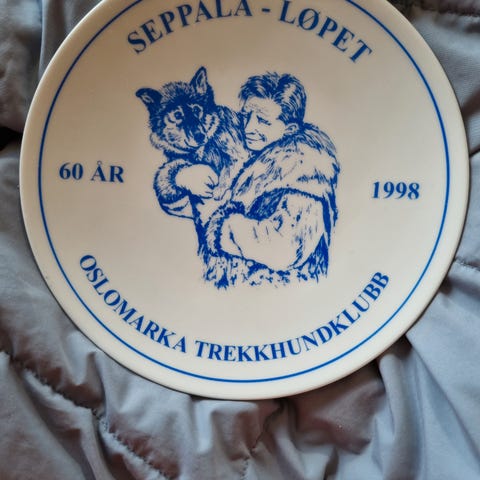 SEPPALA - LØPET
60 ÅR
1998
OSLOMARKA TREKKHUNDKLUBB